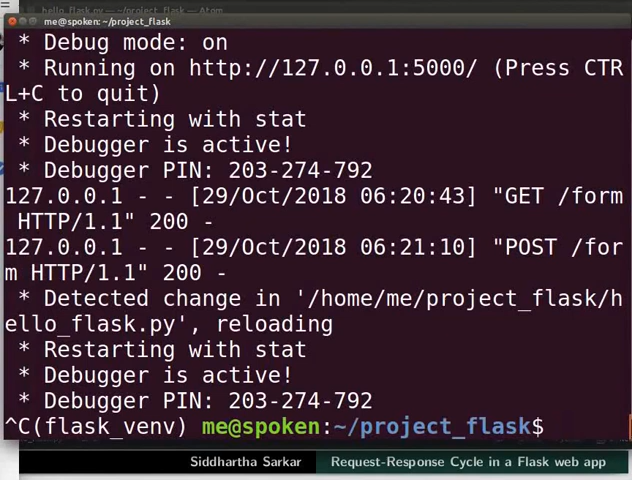 hello_flask.py — ~/project_flask — Atom
me@spoken: ~/project_flask
* Debug mode: on
* Running on http://127.0.0.1:5000/ (Press CTR
L+C to quit)
* Restarting with stat
* Debugger is active!
* Debugger PIN: 203-274-792
127.0.0.1 - - [29/Oct/2018 06:20:43] "GET /form
HTTP/1.1" 200 -
127.0.0.1 - - [29/Oct/2018 06:21:10] "POST /for
m HTTP/1.1" 200 -
* Detected change in '/home/me/project_flask/h
ello_flask.py', reloading
* Restarting with stat
* Debugger is active!
* Debugger PIN: 203-274-792
^C(flask_venv) me@spoken:~/project_flask$
Siddhartha Sarkar Request-Response Cycle in a Flask web app